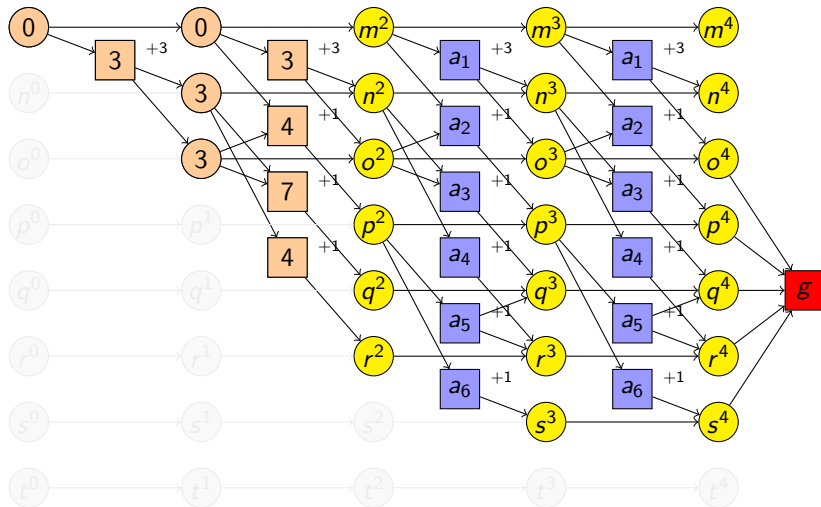 0 0 m² m³ m⁴
3 +3 3 +3 a₁ +3 a₁ +3
n⁰ 3 n² n³ n⁴
4 +1 a₂ +1 a₂ +1
o⁰ 3 o² o³ o⁴
7 +1 a₃ +1 a₃ +1
p⁰ p¹ p² p³ p⁴
4 +1 a₄ a₄
q⁰ q¹ q² q³ q⁴ g
a₅ +1 a₅ +1
r⁰ r¹ r² r³ r⁴
a₆ +1 a₆ +1
s⁰ s¹ s² s³ s⁴
t⁰ t¹ t² t³ t⁴